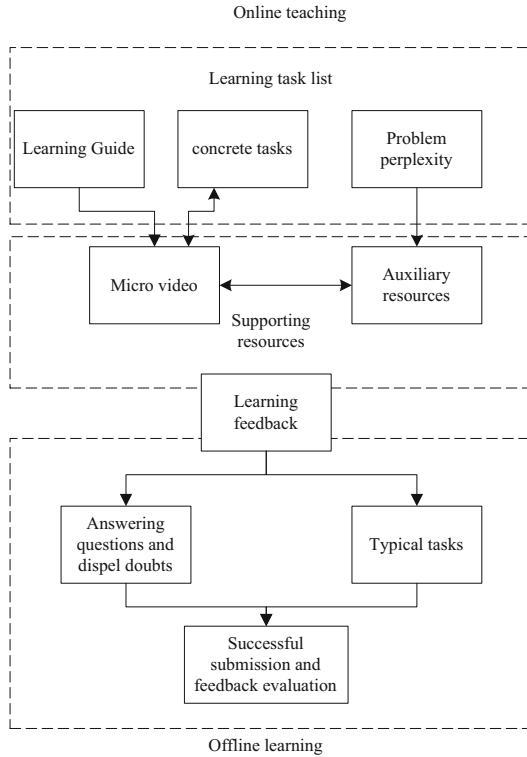 Online teaching
Learning task list
Learning Guide
concrete tasks
Problem
perplexity
Micro video
Auxiliary
resources
Supporting
resources
Learning
feedback
Answering
questions and
dispel doubts
Typical tasks
Successful
submission and
feedback evaluation
Offline learning